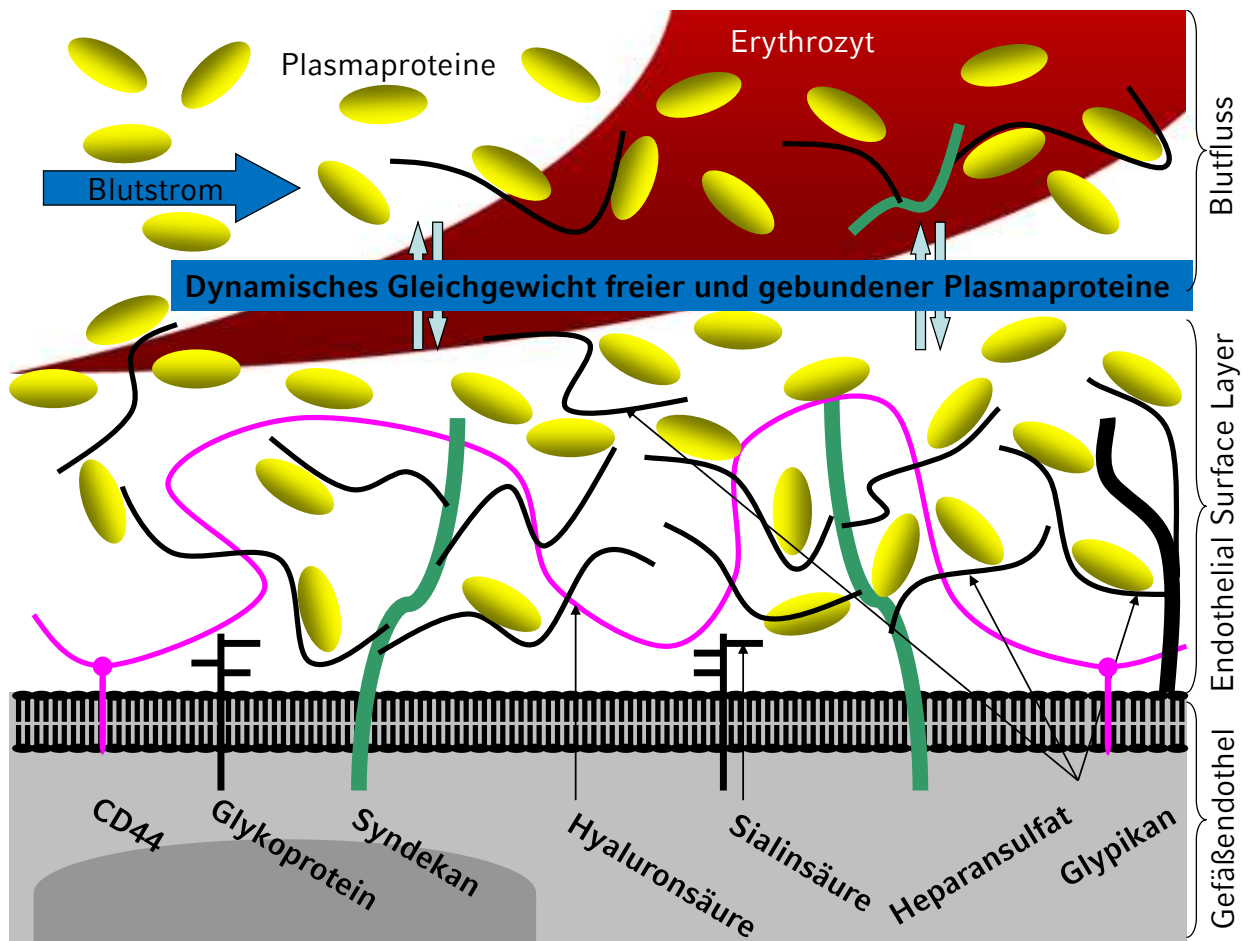 Erythrozyt
Plasmaproteine
Blutstrom
Blutfluss
Dynamisches Gleichgewicht freier und gebundener Plasmaproteine
Endothelial Surface Layer
Gefäßendothel
CD44
Glykoprotein
Syndekan
Hyaluronsäure
Sialinsäure
Heparansulfat
Glypikan